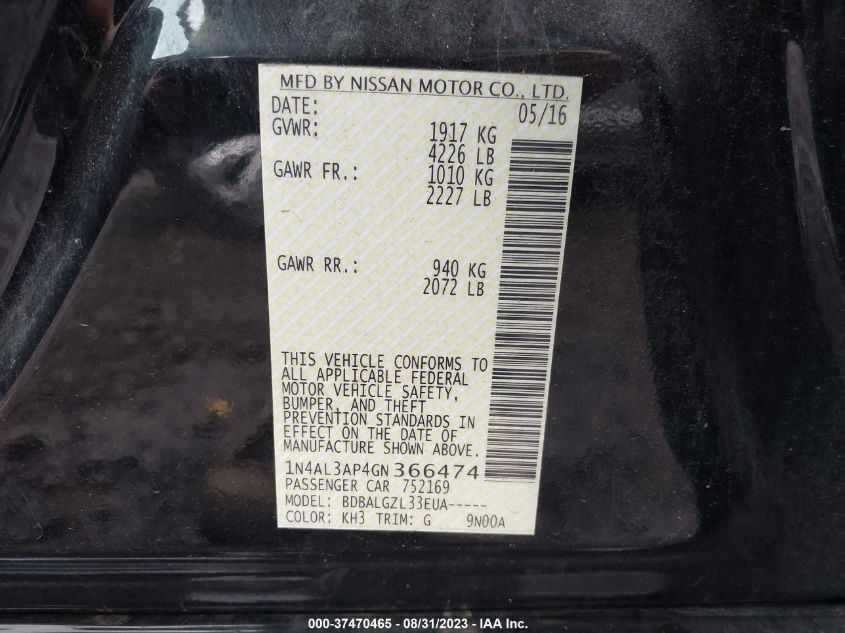 MFD BY NISSAN MOTOR CO., LTD.
DATE: 05/16
GVWR: 1917 KG
4226 LB
GAWR FR.: 1010 KG
2227 LB
GAWR RR.: 940 KG
2072 LB
THIS VEHICLE CONFORMS TO
ALL APPLICABLE FEDERAL
MOTOR VEHICLE SAFETY,
BUMPER, AND THEFT
PREVENTION STANDARDS IN
EFFECT ON THE DATE OF
MANUFACTURE SHOWN ABOVE.
1N4AL3AP4GN366474
PASSENGER CAR 752169
MODEL: BDBALGZL33EUA-----
COLOR: KH3 TRIM: G 9N00A
000-37470465 - 08/31/2023 - IAA Inc.